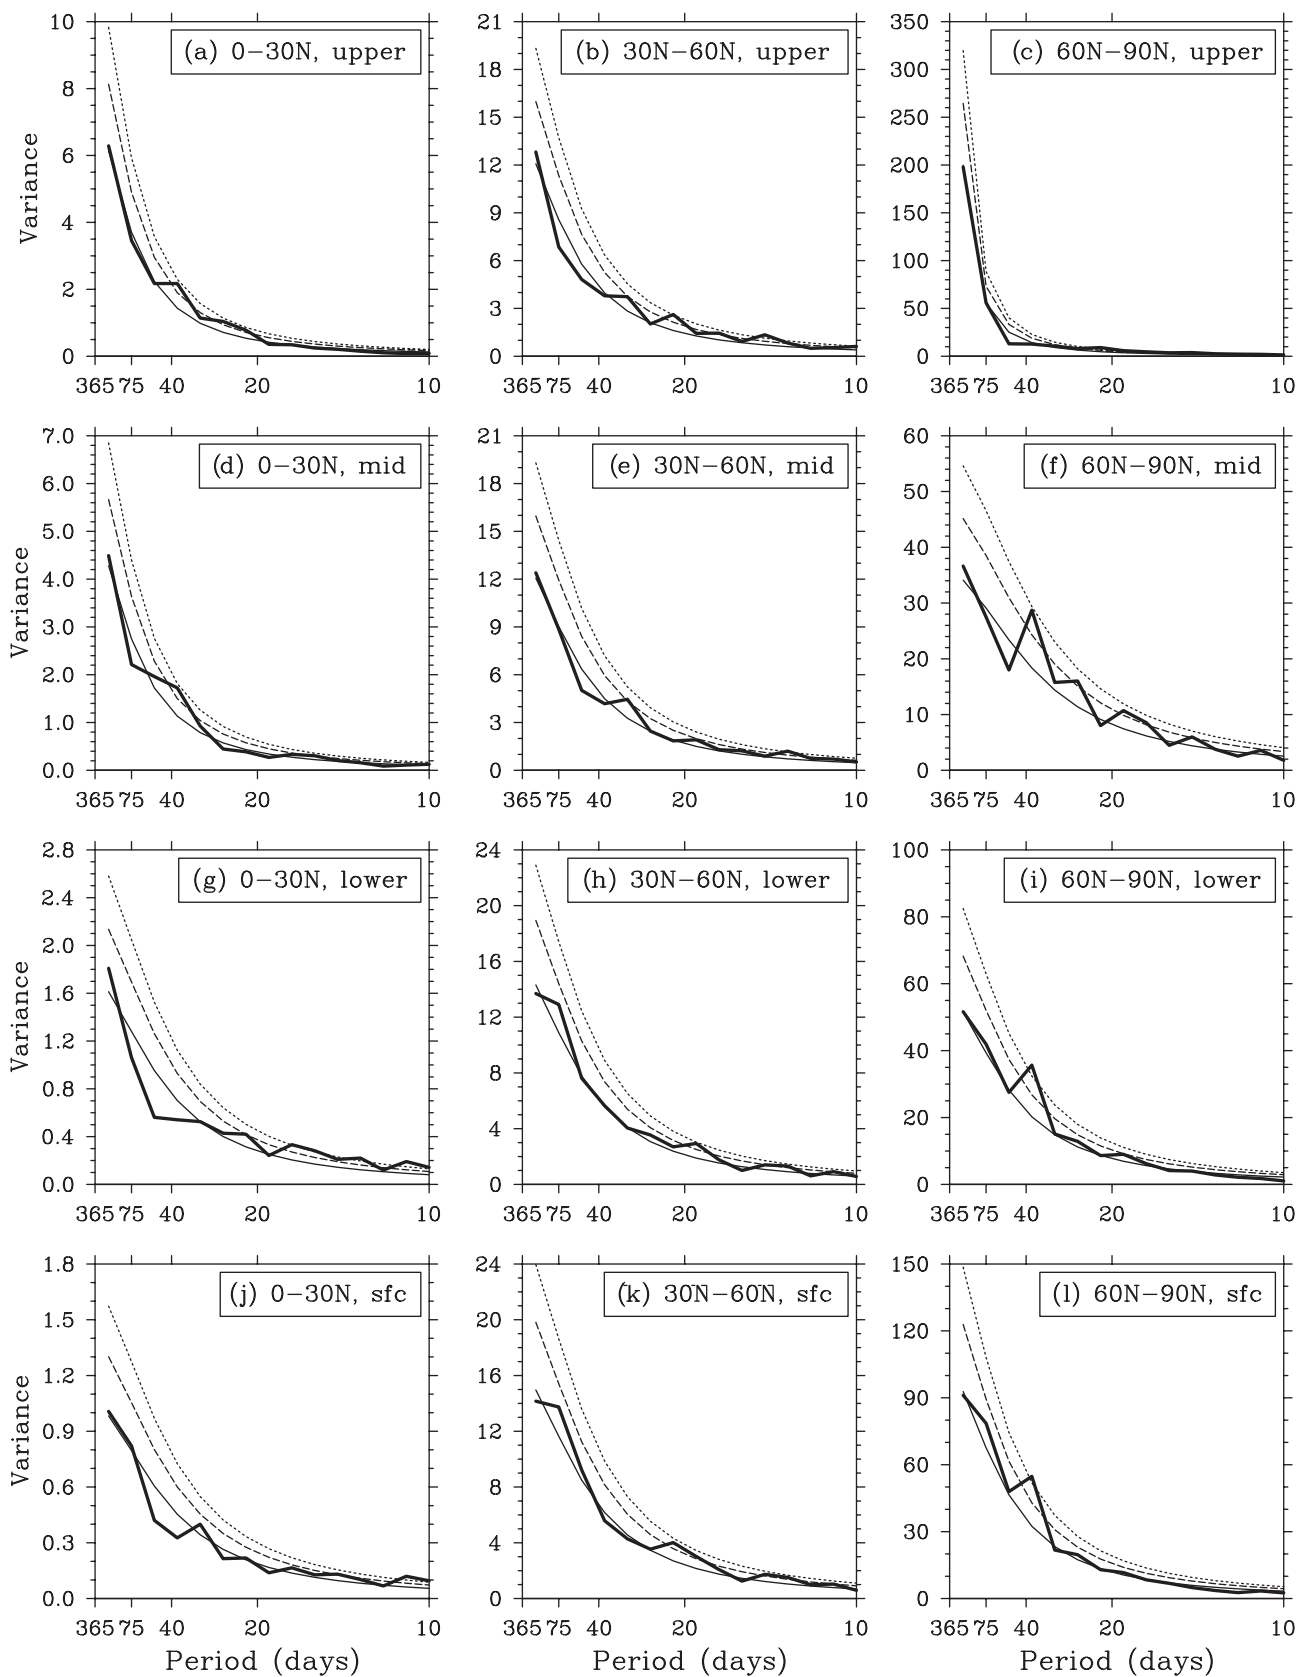 (a) 0−30N, upper
(b) 30N−60N, upper
(c) 60N−90N, upper
Variance
10
8
6
4
2
0
21
18
15
12
9
6
3
0
350
300
250
200
150
100
50
0
365 75 40 20 10
365 75 40 20 10
365 75 40 20 10
(d) 0−30N, mid
(e) 30N−60N, mid
(f) 60N−90N, mid
Variance
7.0
6.0
5.0
4.0
3.0
2.0
1.0
0.0
21
18
15
12
9
6
3
0
60
50
40
30
20
10
0
365 75 40 20 10
365 75 40 20 10
365 75 40 20 10
(g) 0−30N, lower
(h) 30N−60N, lower
(i) 60N−90N, lower
Variance
2.8
2.4
2.0
1.6
1.2
0.8
0.4
0.0
24
20
16
12
8
4
0
100
80
60
40
20
0
365 75 40 20 10
365 75 40 20 10
365 75 40 20 10
(j) 0−30N, sfc
(k) 30N−60N, sfc
(l) 60N−90N, sfc
Variance
1.8
1.5
1.2
0.9
0.6
0.3
0.0
24
20
16
12
8
4
0
150
120
90
60
30
0
365 75 40 20 10
365 75 40 20 10
365 75 40 20 10
Period (days)
Period (days)
Period (days)